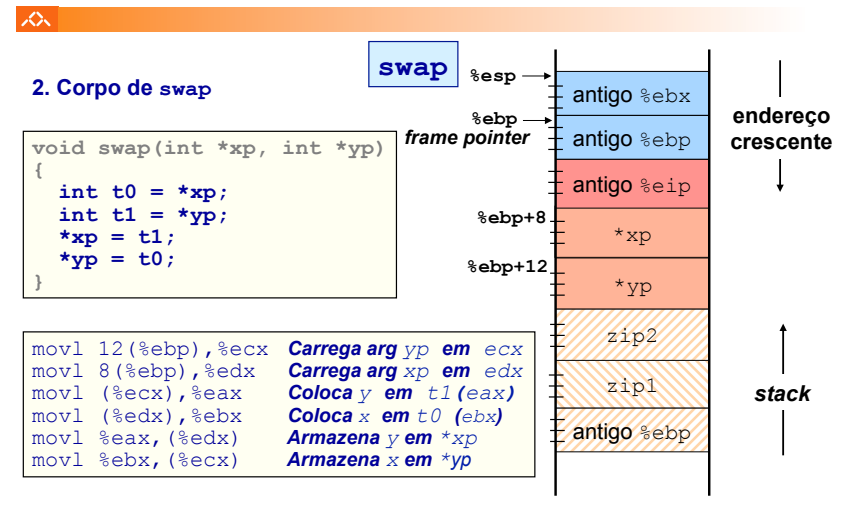 swap
2. Corpo de swap
void swap(int *xp, int *yp)
{
int t0 = *xp;
int t1 = *yp;
*xp = t1;
*yp = t0;
}
movl 12(%ebp),%ecx Carrega arg yp em ecx
movl 8(%ebp),%edx Carrega arg xp em edx
movl (%ecx),%eax Coloca y em t1(eax)
movl (%edx),%ebx Coloca x em t0 (ebx)
movl %eax,(%edx) Armazena y em *xp
movl %ebx,(%ecx) Armazena x em *yp
%esp
%ebp
frame pointer
%ebp+8
%ebp+12
antigo %ebx
antigo %ebp
antigo %eip
*xp
*yp
zip2
zip1
antigo %ebp
endereço
crescente
stack